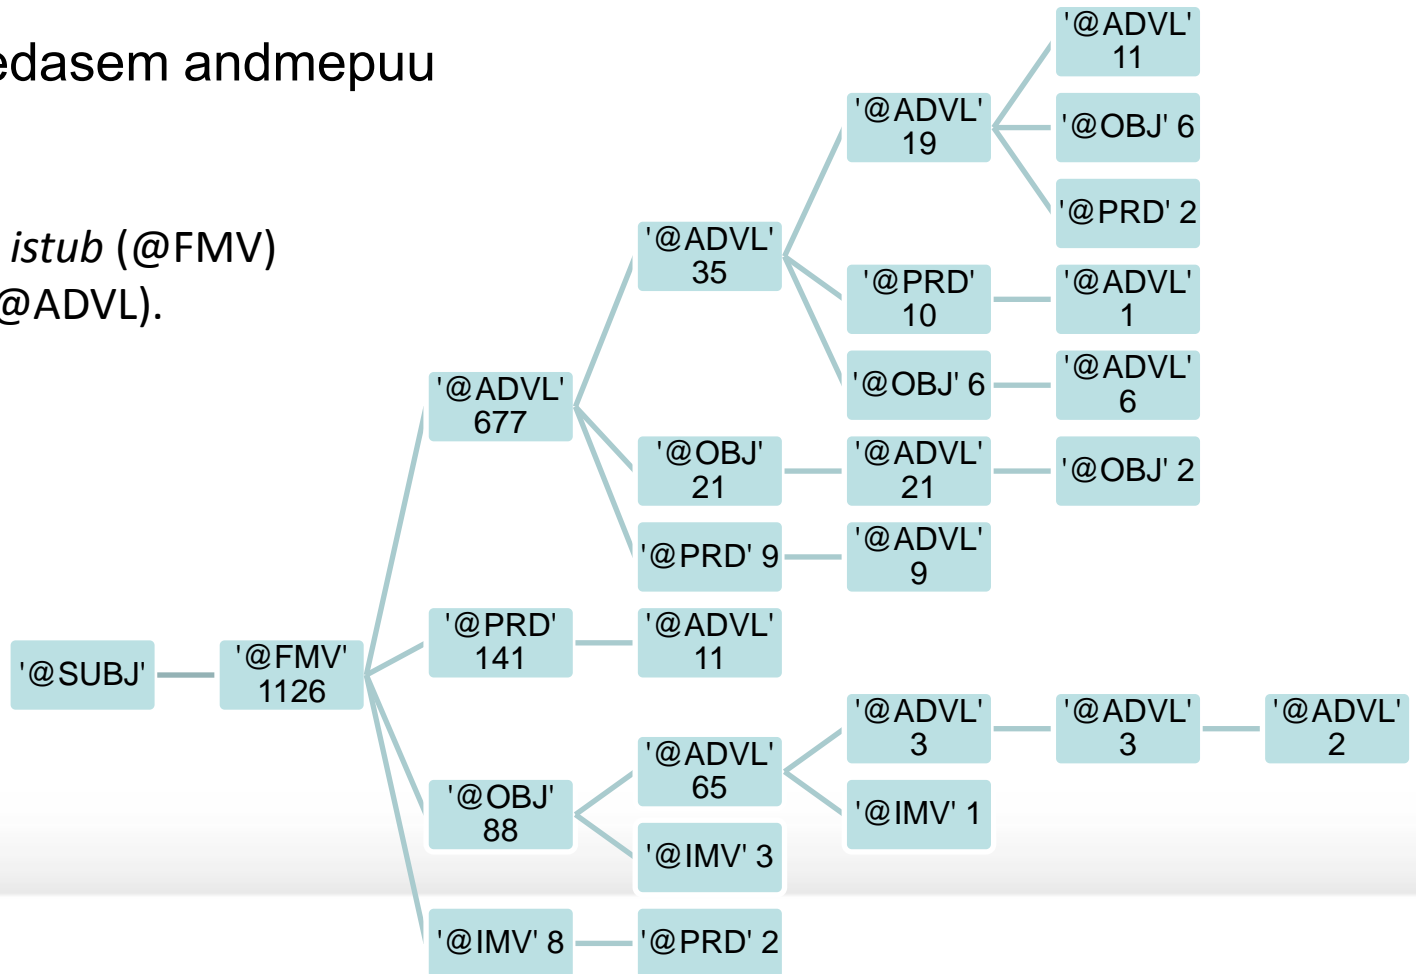 andmepuu
istub (@FMV)
@ADVL).
'@SUBJ'
'@FMV'
1126
'@ADVL'
677
'@ADVL'
35
'@ADVL'
19
'@ADVL'
11
'@OBJ' 6
'@PRD' 2
'@PRD'
10
'@ADVL'
1
'@OBJ' 6
'@ADVL'
6
'@OBJ'
21
'@ADVL'
21
'@OBJ' 2
'@PRD' 9
'@ADVL'
9
'@PRD'
141
'@ADVL'
11
'@OBJ'
88
'@ADVL'
65
'@ADVL'
3
'@ADVL'
3
'@ADVL'
2
'@IMV' 1
'@IMV' 3
'@IMV' 8
'@PRD' 2